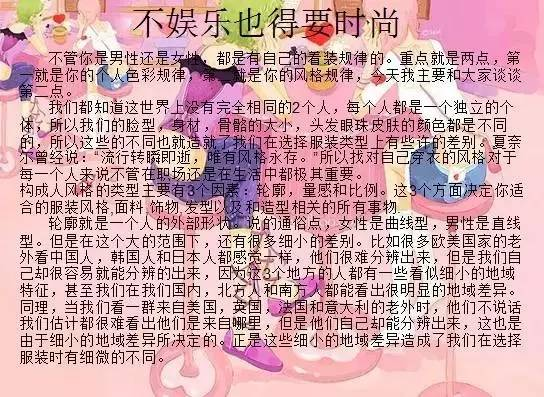 不娱乐也得要时尚
不管你是男性还是女性，都是有自己的着装规律的。重点就是两点，第
一就是你的个人色彩规律，第二就是你的风格规律，今天我主要和大家谈谈
第二点。
我们都知道这世界上没有完全相同的2个人，每个人都是一个独立的个
体，所以我们的脸型，身材，骨骼的大小，头发眼珠皮肤的颜色都是不同
的，所以这些的不同也就造就了我们在选择服装类型上有些许的差别。夏奈
尔曾经说：“流行转瞬即逝，唯有风格永存。”所以找对自己穿衣的风格对于
每一个人来说不管在职场还是在生活中都极其重要。
构成人风格的类型主要有3个因素：轮廓，量感和比例。这3个方面决定你适
合的服装风格,面料,饰物,发型以及和造型相关的所有事物
轮廓就是一个人的外部形状。说的通俗点，女性是曲线型，男性是直线
型。但是在这个大的范围下，还有很多细小的差别。比如很多欧美国家的老
外看中国人，韩国人和日本人都感觉一样，他们很难分辨出来，但是我们自
己却很容易就能分辨的出来，因为这3个地方的人都有一些看似细小的地域
特征，甚至我们在我们国内，北方人和南方人都能看出很明显的地域差异。
同理，当我们看一群来自美国，英国，法国和意大利的老外时，他们不说话
我们估计都很难看出他们是来自哪里，但是他们自己却能分辨出来，这也是
由于细小的地域差异所决定的。正是这些细小的地域差异造成了我们在选择
服装时有细微的不同。